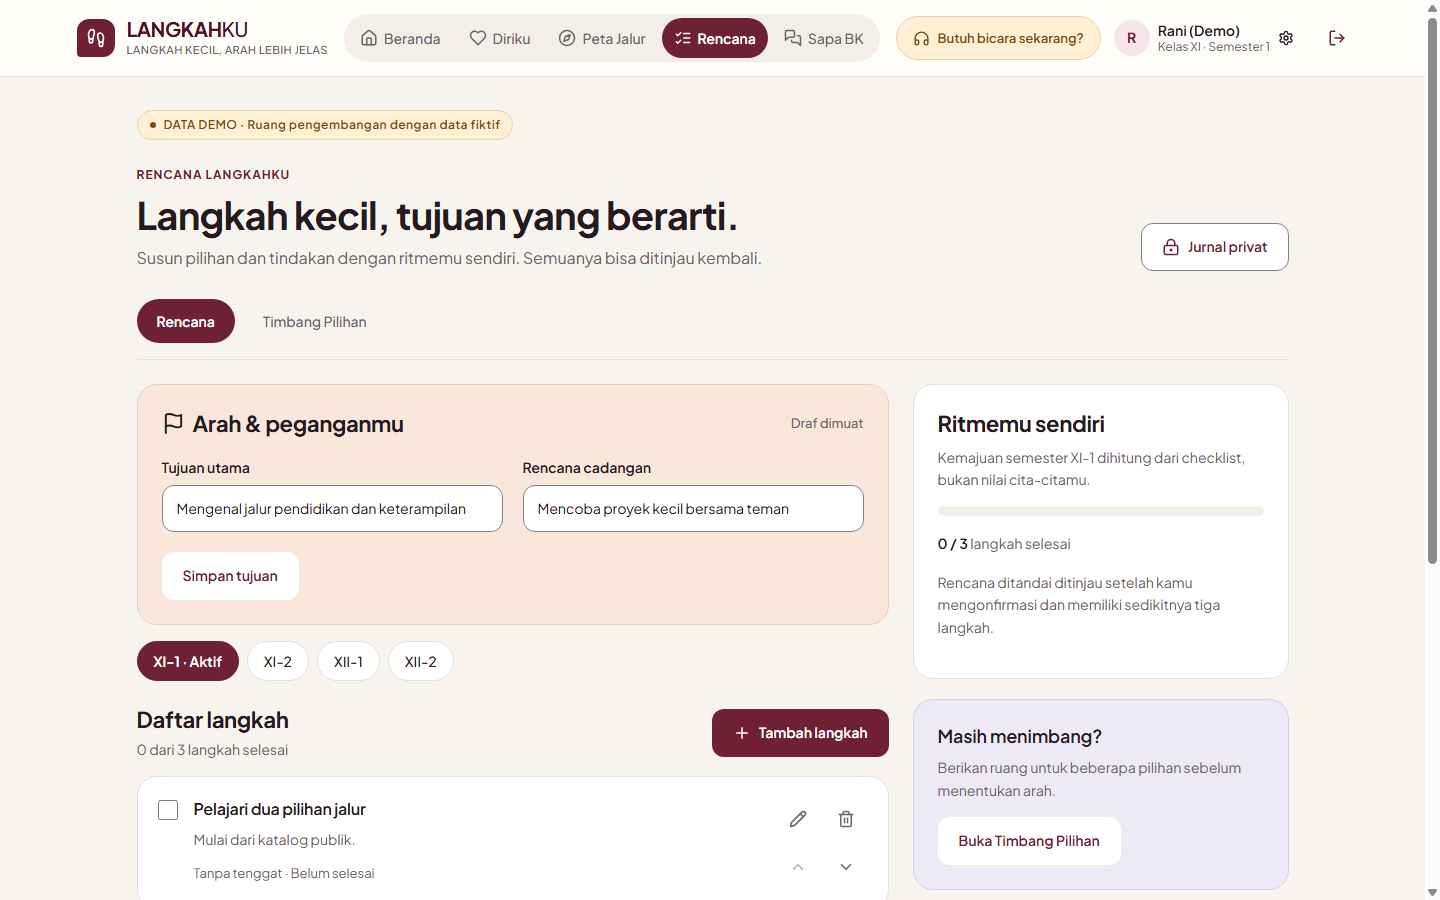 LANGKAHKU
LANGKAH KECIL, ARAH LEBIH JELAS
Beranda
Diriku
Peta Jalur
Rencana
Sapa BK
Butuh bicara sekarang?
R
Rani (Demo)
Kelas XI · Semester 1
DATA DEMO · Ruang pengembangan dengan data fiktif
RENCANA LANGKAHKU
Langkah kecil, tujuan yang berarti.
Susun pilihan dan tindakan dengan ritmemu sendiri. Semuanya bisa ditinjau kembali.
Jurnal privat
Rencana
Timbang Pilihan
Arah & peganganmu
Draf dimuat
Tujuan utama
Rencana cadangan
Mengenal jalur pendidikan dan keterampilan
Mencoba proyek kecil bersama teman
Simpan tujuan
XI-1 · Aktif
XI-2
XII-1
XII-2
Daftar langkah
0 dari 3 langkah selesai
Tambah langkah
Pelajari dua pilihan jalur
Mulai dari katalog publik.
Tanpa tenggat · Belum selesai
Ritmemu sendiri
Kemajuan semester XI-1 dihitung dari checklist,
bukan nilai cita-citamu.
0 / 3 langkah selesai
Rencana ditandai ditinjau setelah kamu
mengonfirmasi dan memiliki sedikitnya tiga
langkah.
Masih menimbang?
Berikan ruang untuk beberapa pilihan sebelum
menentukan arah.
Buka Timbang Pilihan